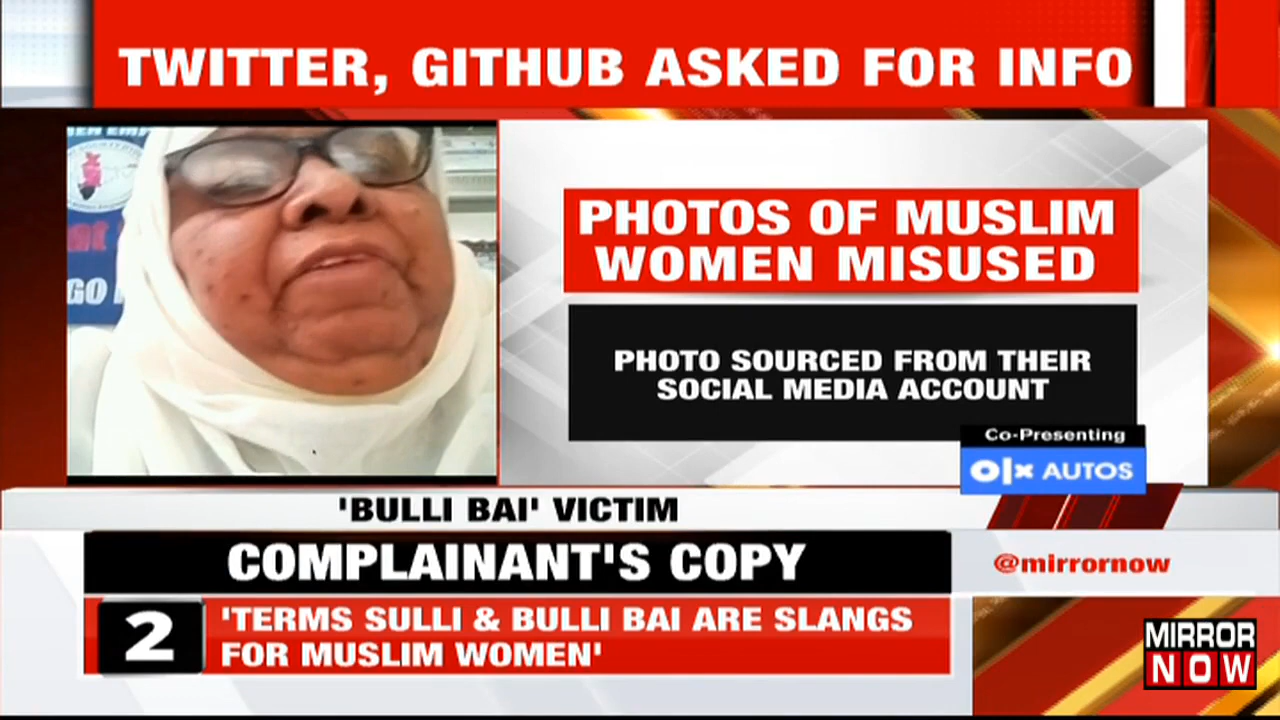 TWITTER, GITHUB ASKED FOR INFO
GO
PHOTOS OF MUSLIM
WOMEN MISUSED
PHOTO SOURCED FROM THEIR
SOCIAL MEDIA ACCOUNT
Co-Presenting
olx AUTOS
'BULLI BAI' VICTIM
COMPLAINANT'S COPY
@mirrornow
2
'TERMS SULLI & BULLI BAI ARE SLANGS
FOR MUSLIM WOMEN'
MIRROR
NOW